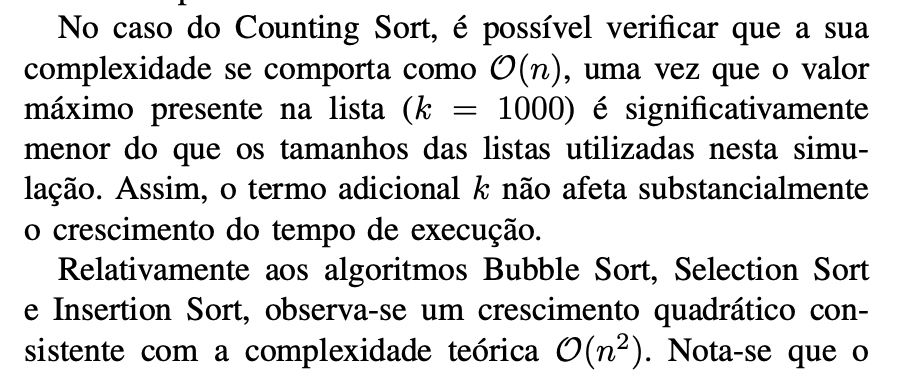 No caso do Counting Sort, é possível verificar que a sua
complexidade se comporta como O(n), uma vez que o valor
máximo presente na lista (k = 1000) é significativamente
menor do que os tamanhos das listas utilizadas nesta simu-
lação. Assim, o termo adicional k não afeta substancialmente
o crescimento do tempo de execução.
Relativamente aos algoritmos Bubble Sort, Selection Sort
e Insertion Sort, observa-se um crescimento quadrático con-
sistente com a complexidade teórica O(n²). Nota-se que o